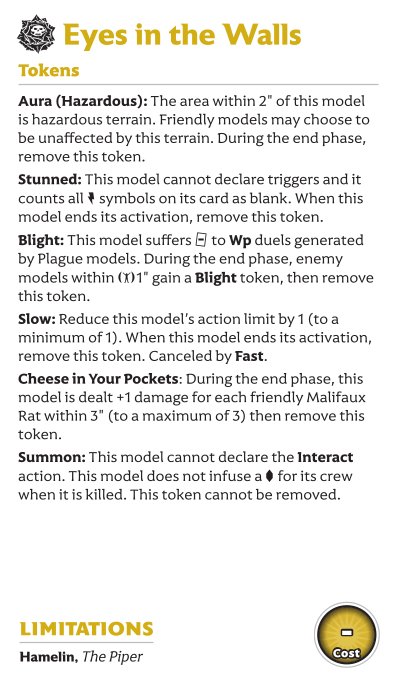 Eyes in the Walls
Tokens
Aura (Hazardous): The area within 2" of this model
is hazardous terrain. Friendly models may choose to
be unaffected by this terrain. During the end phase,
remove this token.
Stunned: This model cannot declare triggers and it
counts all symbols on its card as blank. When this
model ends its activation, remove this token.
Blight: This model suffers to Wp duels generated
by Plague models. During the end phase, enemy
models within 1" gain a Blight token, then remove
this token.
Slow: Reduce this model's action limit by 1 (to a
minimum of 1). When this model ends its activation,
remove this token. Canceled by Fast.
Cheese in Your Pockets: During the end phase, this
model is dealt +1 damage for each friendly Malifaux
Rat within 3" (to a maximum of 3) then remove this
token.
Summon: This model cannot declare the Interact
action. This model does not infuse a for its crew
when it is killed. This token cannot be removed.
LIMITATIONS
Hamelin, The Piper
-
Cost